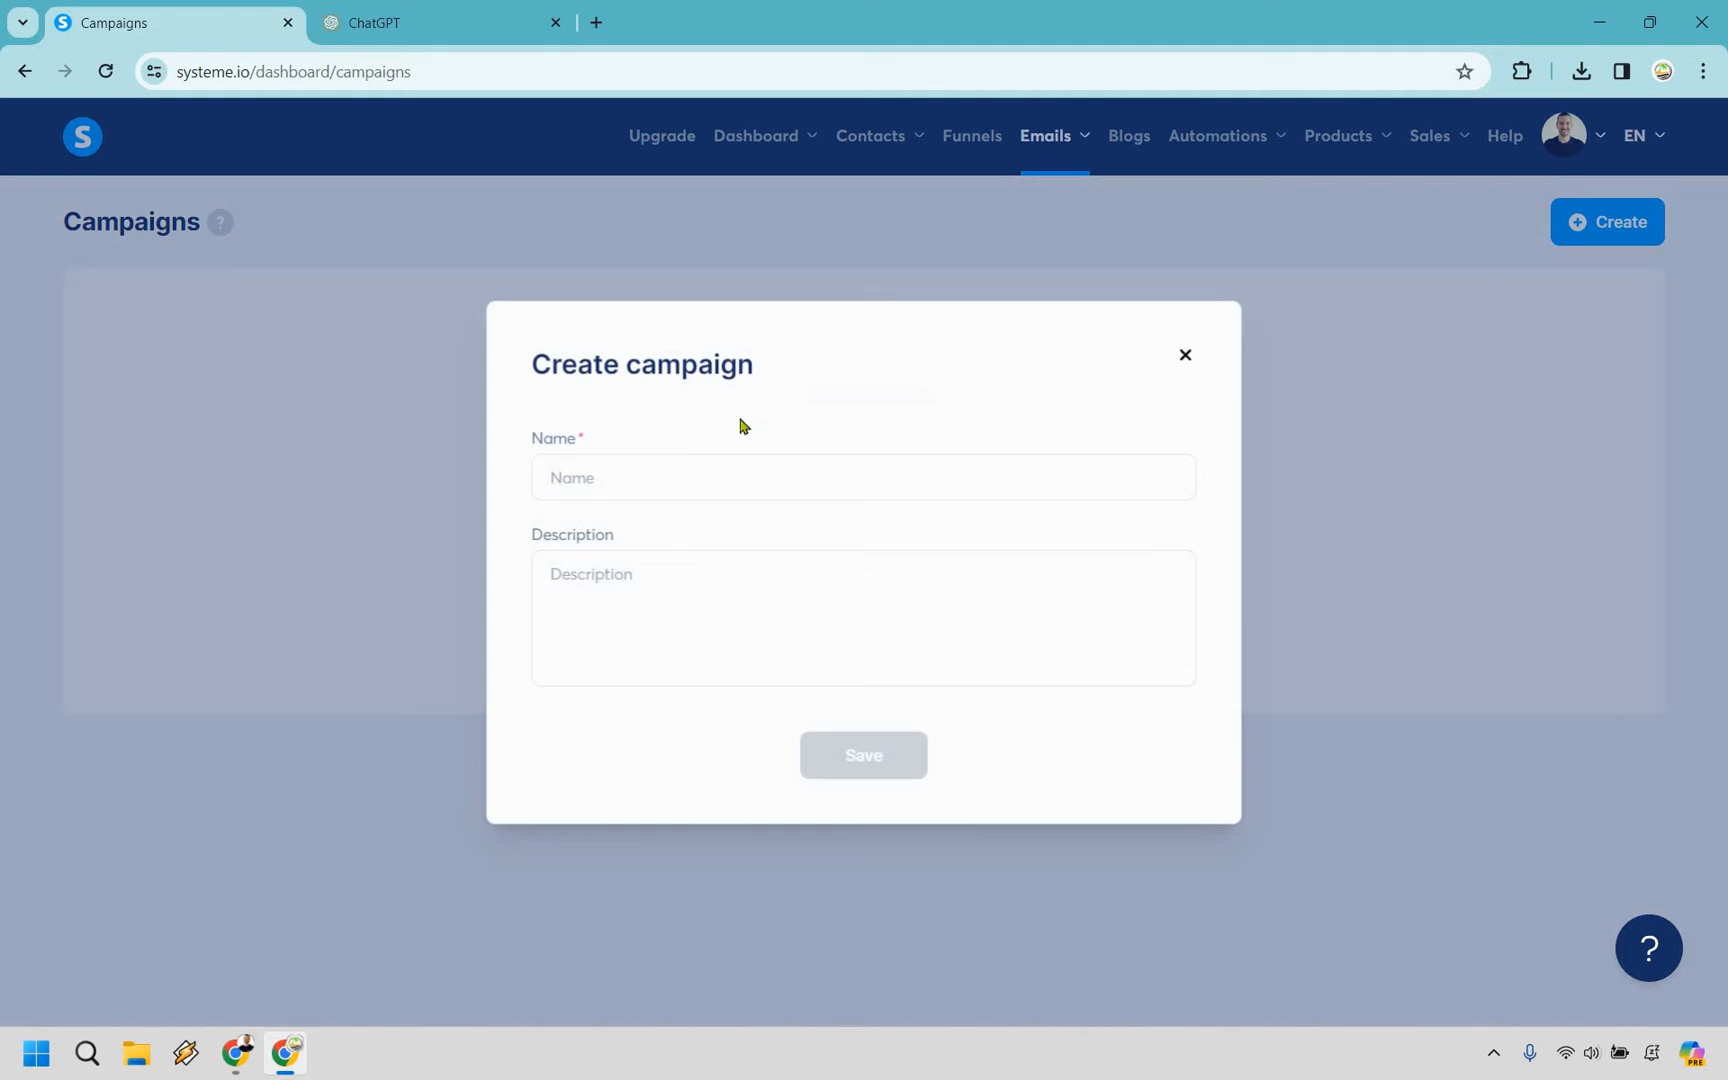 Campaigns
ChatGPT
systeme.io/dashboard/campaigns
S
Upgrade Dashboard Contacts Funnels Emails Blogs Automations Products Sales Help EN
Campaigns ?
Create
Create campaign
Name*
Name
Description
Description
Save
?
PRE